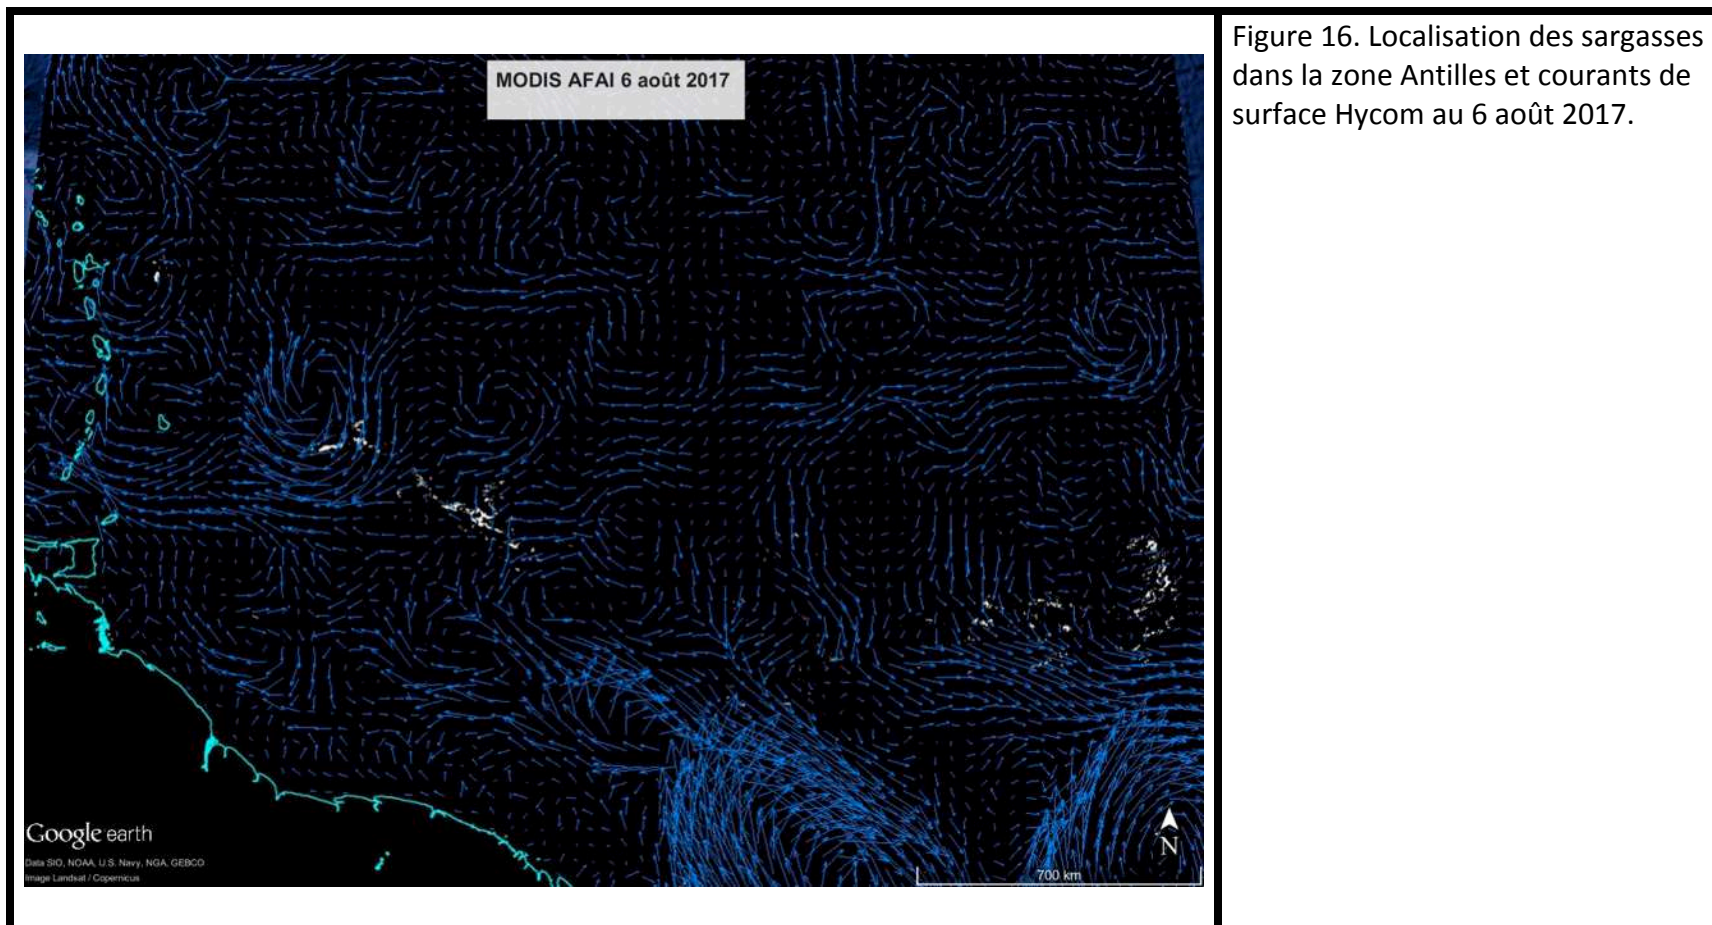 MODIS AFAI 6 août 2017
Google earth
Data SIO, NOAA, U.S. Navy, NGA, GEBCO
Image Landsat / Copernicus
N
700 km
Figure 16. Localisation des sargasses
dans la zone Antilles et courants de
surface Hycom au 6 août 2017.